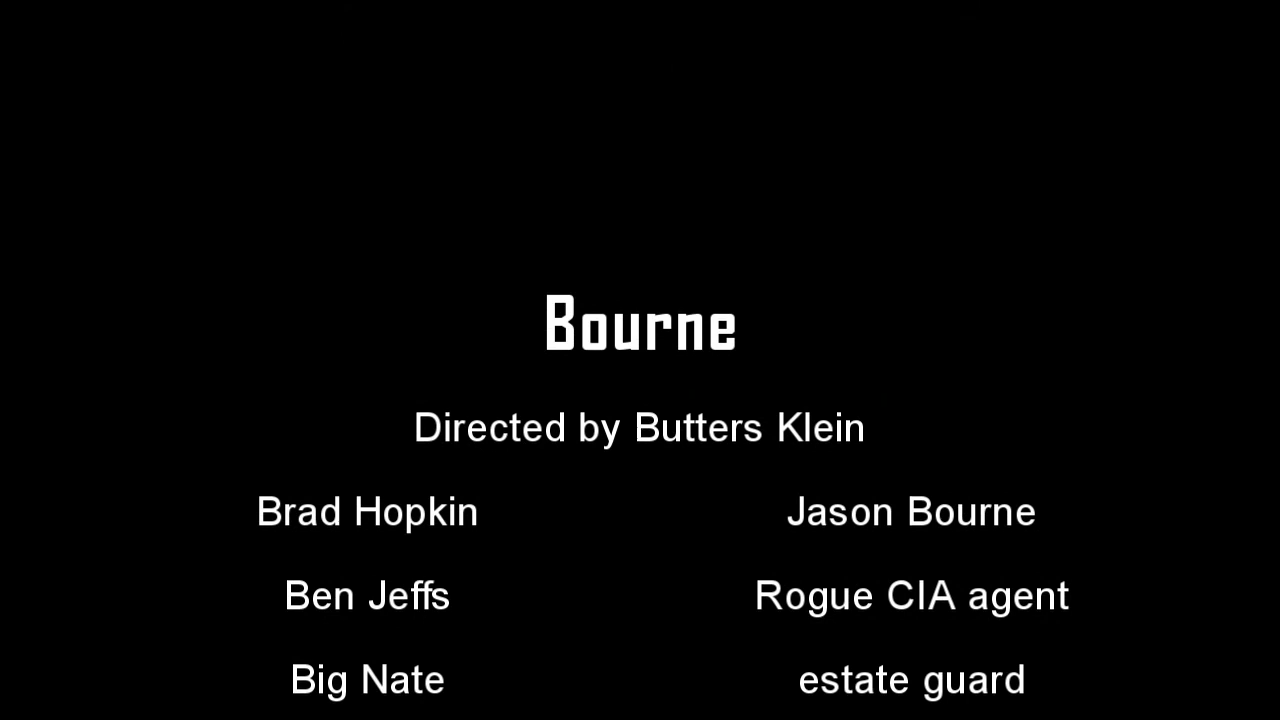 Bourne
Directed by Butters Klein
Brad Hopkin Jason Bourne
Ben Jeffs Rogue CIA agent
Big Nate estate guard